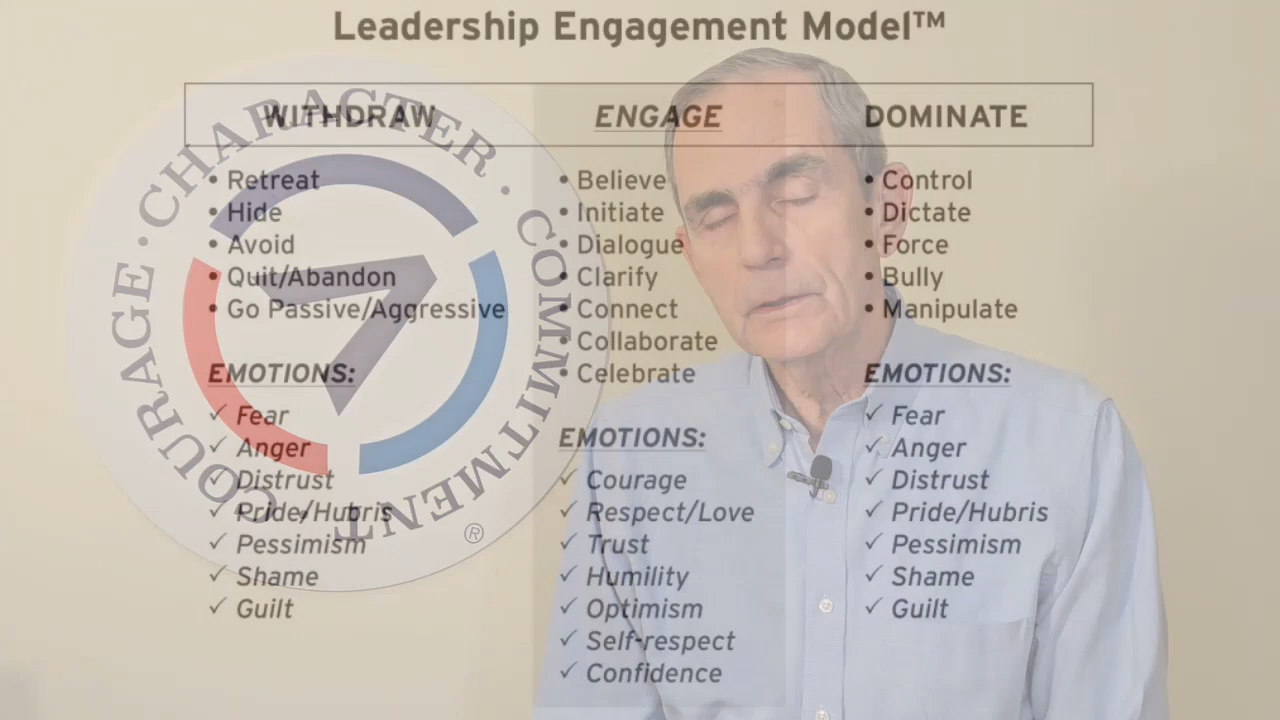 Leadership Engagement Model™
WITHDRAW
• Retreat
• Hide
• Avoid
• Quit/Abandon
• Go Passive/Aggressive
EMOTIONS:
✓ Fear
✓ Anger
✓ Distrust
✓ Pride/Hubris
✓ Pessimism
✓ Shame
✓ Guilt
ENGAGE
• Believe
• Initiate
• Dialogue
• Clarify
• Connect
• Collaborate
• Celebrate
EMOTIONS:
✓ Courage
✓ Respect/Love
✓ Trust
✓ Humility
✓ Optimism
✓ Self-respect
✓ Confidence
DOMINATE
• Control
• Dictate
• Force
• Bully
• Manipulate
EMOTIONS:
✓ Fear
✓ Anger
✓ Distrust
✓ Pride/Hubris
✓ Pessimism
✓ Shame
✓ Guilt
COURAGE · CHARACTER · COMMITMENT
®